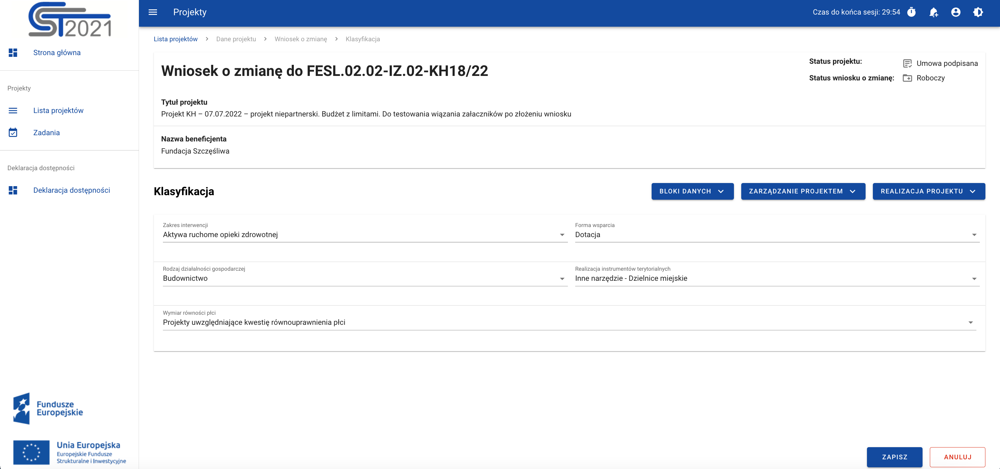 CST2021
Projekty
Czas do końca sesji: 29:54
Strona główna
Projekty
Lista projektów
Zadania
Deklaracja dostępności
Deklaracja dostępności
Fundusze
Europejskie
Unia Europejska
Europejskie Fundusze
Strukturalne i Inwestycyjne
Lista projektów > Dane projektu > Wniosek o zmianę > Klasyfikacja
Wniosek o zmianę do FESL.02.02-IZ.02-KH18/22
Status projektu: Umowa podpisana
Status wniosku o zmianę: Roboczy
Tytuł projektu
Projekt KH – 07.07.2022 – projekt niepartnerski. Budżet z limitami. Do testowania wiązania załaczników po złożeniu wniosku
Nazwa beneficjenta
Fundacja Szczęśliwa
Klasyfikacja
BLOKI DANYCH
ZARZĄDZANIE PROJEKTEM
REALIZACJA PROJEKTU
Zakres interwencji
Aktywa ruchome opieki zdrowotnej
Forma wsparcia
Dotacja
Rodzaj działalności gospodarczej
Budownictwo
Realizacja instrumentów terytorialnych
Inne narzędzie - Dzielnice miejskie
Wymiar równości płci
Projekty uwzględniające kwestię równouprawnienia płci
ZAPISZ
ANULUJ